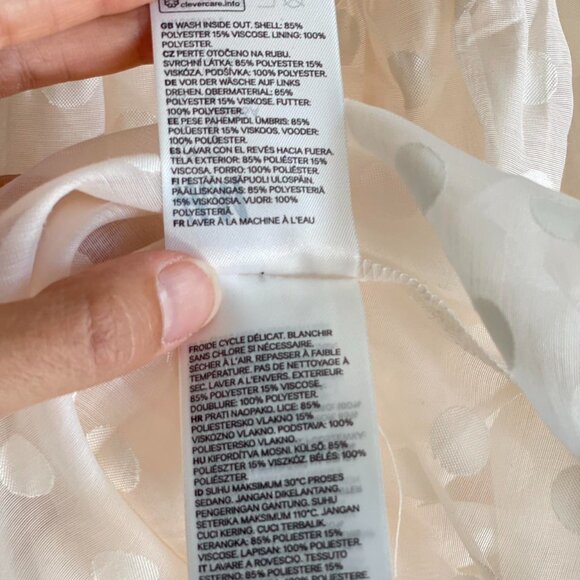 clevercare.info
GB WASH INSIDE OUT. SHELL: 85%
POLYESTER 15% VISCOSE. LINING: 100%
POLYESTER.
CZ PERTE OTOČENO NA RUBU.
SVRCHNÍ LÁTKA: 85% POLYESTER 15%
VISKÓZA. PODŠÍVKA: 100% POLYESTER.
DE VOR DER WÄSCHE AUF LINKS
DREHEN. OBERMATERIAL: 85%
POLYESTER 15% VISKOSE. FUTTER:
100% POLYESTER.
EE PESE PAHEMPIDI. ÜMBRIS: 85%
POLÜESTER 15% VISKOOS. VOODER:
100% POLÜESTER.
ES LAVAR CON EL REVÉS HACIA FUERA.
TELA EXTERIOR: 85% POLIÉSTER 15%
VISCOSA. FORRO: 100% POLIÉSTER.
FI PESTÄÄN SISÄPUOLI ULOSPÄIN.
PÄÄLLISKANGAS: 85% POLYESTERIÄ
15% VISKOOSIA. VUORI: 100%
POLYESTERIÄ
FR LAVER À LA MACHINE À L'EAU
FROIDE CYCLE DÉLICAT. BLANCHIR
SANS CHLORE SI NÉCESSAIRE.
SÉCHER À L'AIR. REPASSER À FAIBLE
TEMPÉRATURE. PAS DE NETTOYAGE À
SEC. LAVER A L'ENVERS. EXTERIEUR:
85% POLYESTER 15% VISCOSE.
DOUBLURE: 100% POLYESTER.
HR PRATI NAOPAKO. LICE: 85%
POLIESTERSKO VLAKNO 15%
VISKOZNO VLAKNO. PODSTAVA: 100%
POLIESTERSKO VLAKNO.
HU KIFORDÍTVA MOSNI. KÜLSŐ: 85%
POLIÉSZTER 15% VISZKÓZ. BÉLÉS: 100%
POLIÉSZTER.
ID SUHU MAKSIMUM 30°C PROSES
SEDANG. JANGAN DIKELANTANG.
PENGERINGAN GANTUNG. SUHU
SETERIKA MAKSIMUM 110°C. JANGAN
CUCI KERING. CUCI TERBALIK.
KERANGKA: 85% POLIESTER 15%
VISCOSE. LAPISAN: 100% POLIESTER.
IT LAVARE A ROVESCIO. TESSUTO
ESTERNO: 85% POLIESTERE 15%